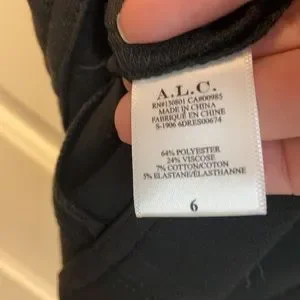 A.L.C.
RN#130801 CA#00985
MADE IN CHINA
FABRIQUÉ EN CHINE
S-1906 6DRES00674
64% POLYESTER
24% VISCOSE
7% COTTON/COTON
5% ELASTANE/ÉLASTHANNE
6